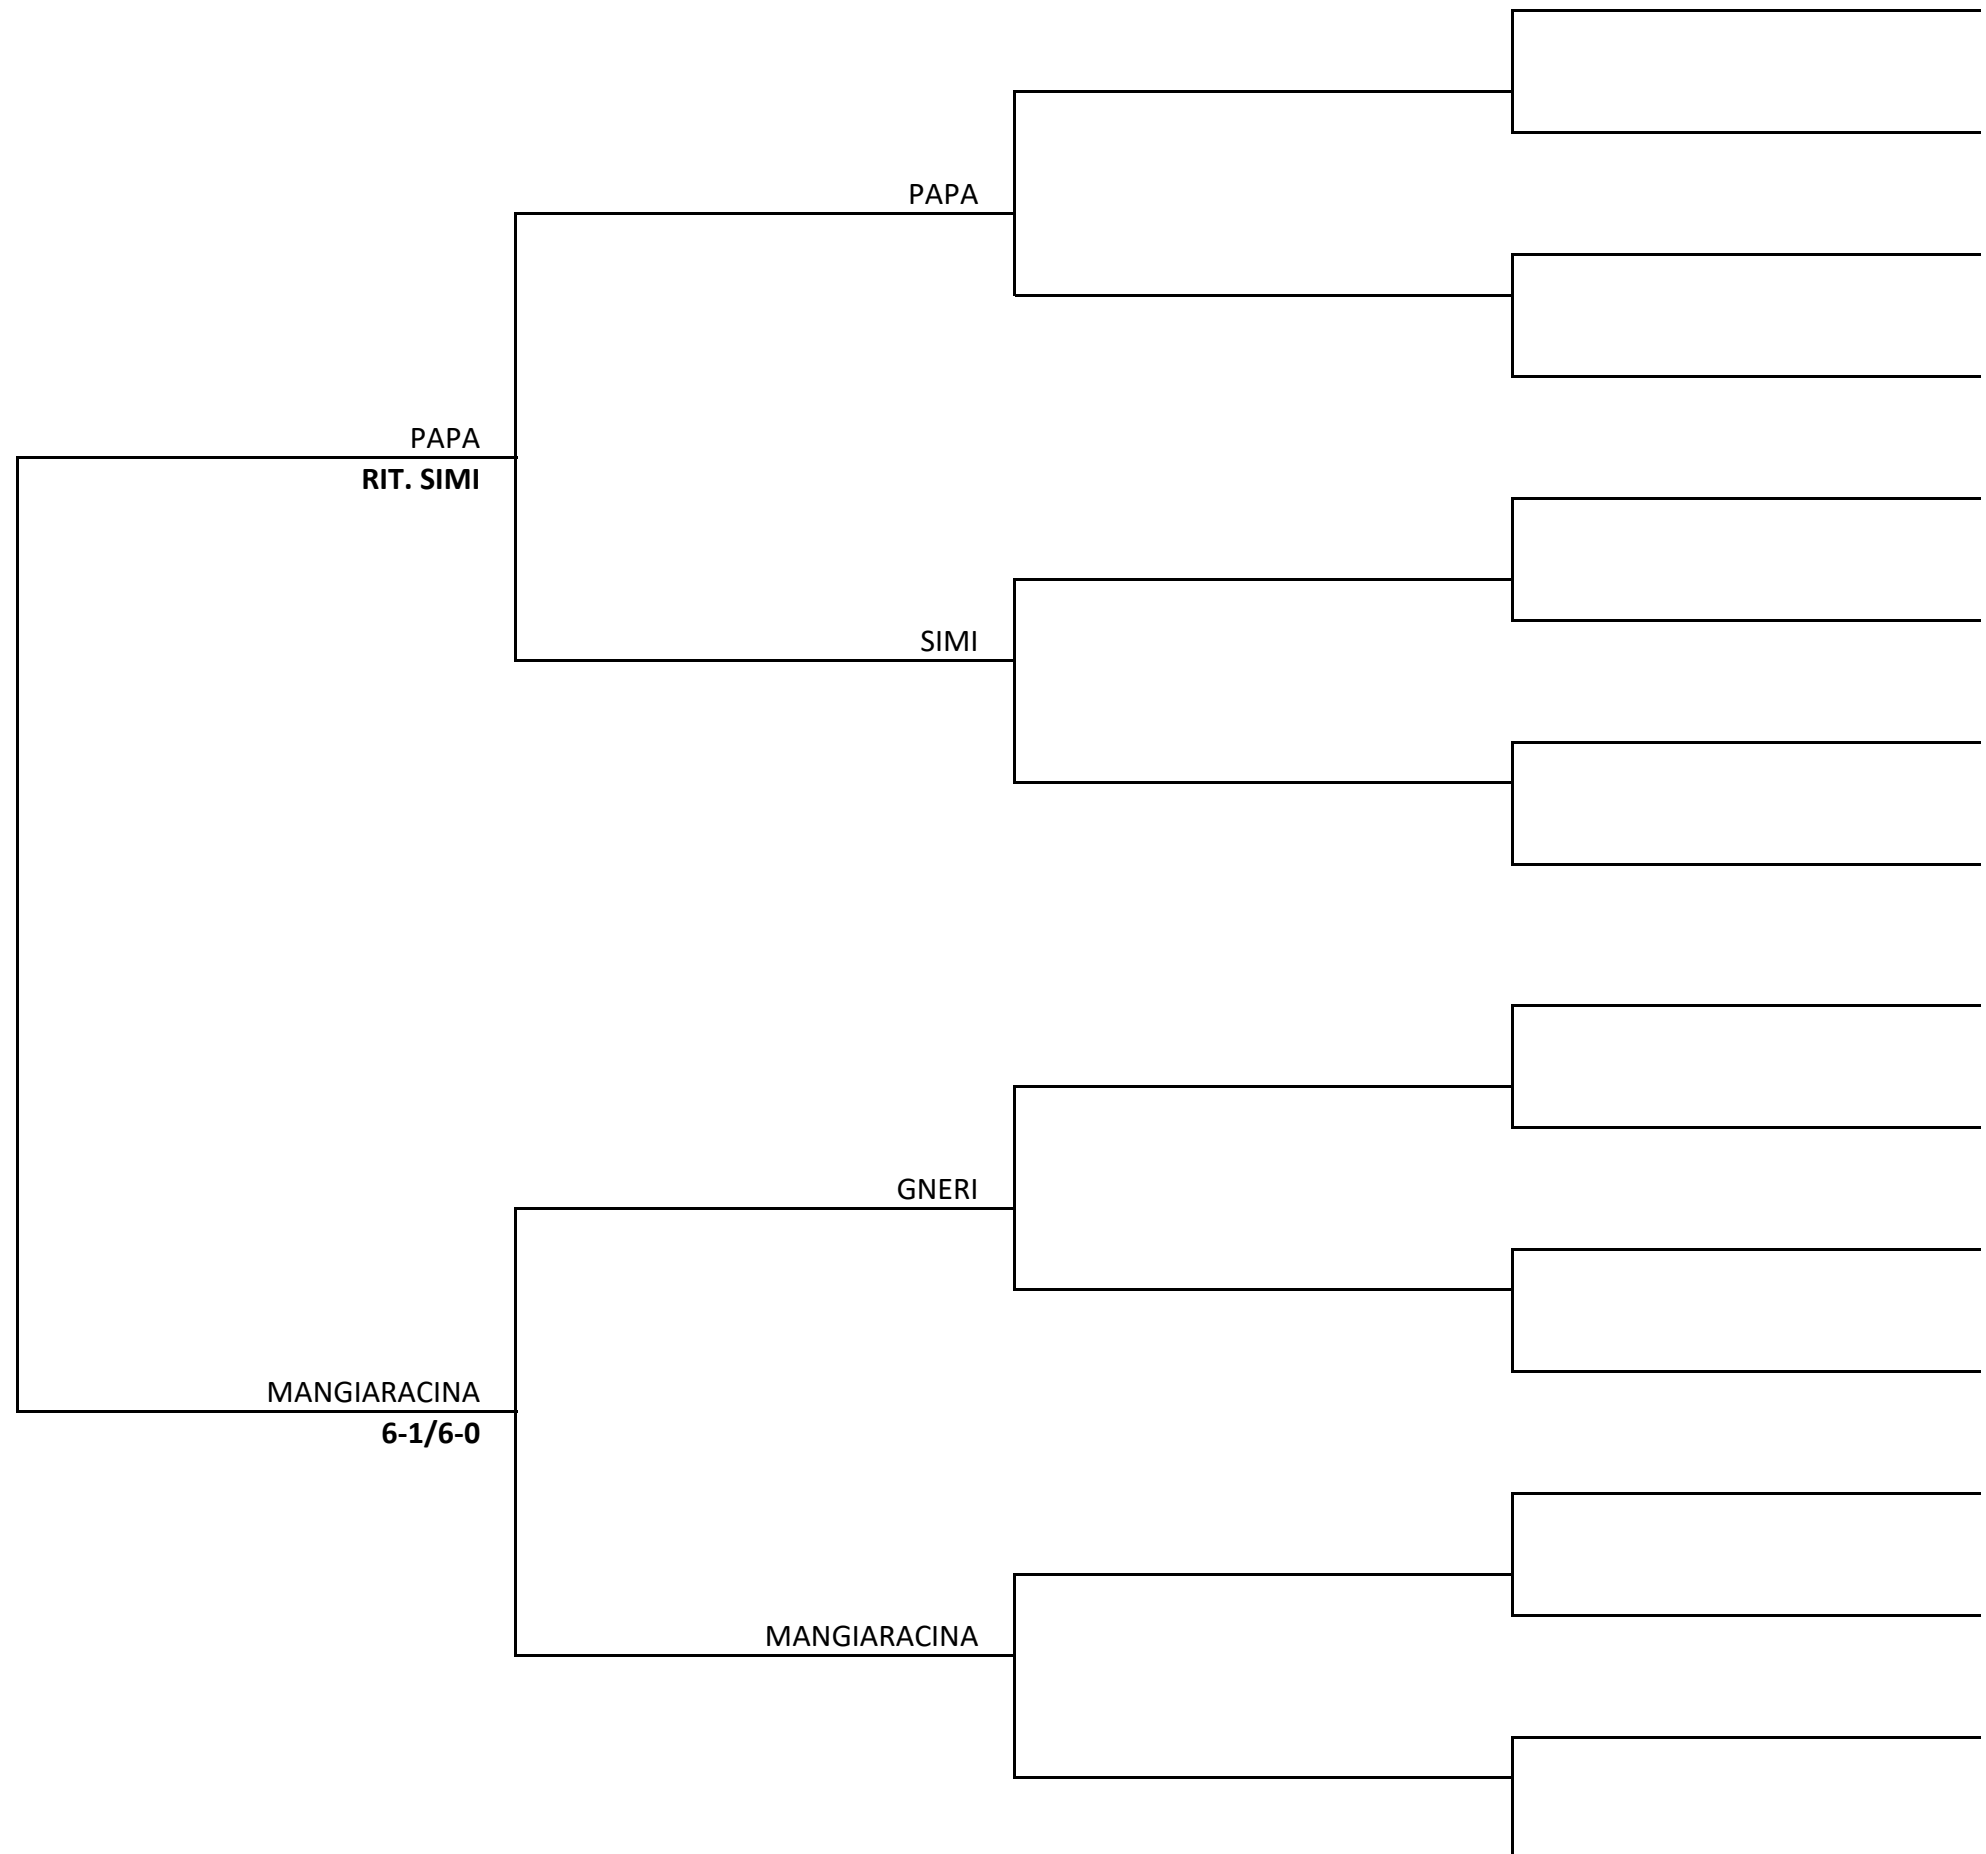 PAPA
PAPA
RIT. SIMI
SIMI
GNERI
MANGIARACINA
6-1/6-0
MANGIARACINA